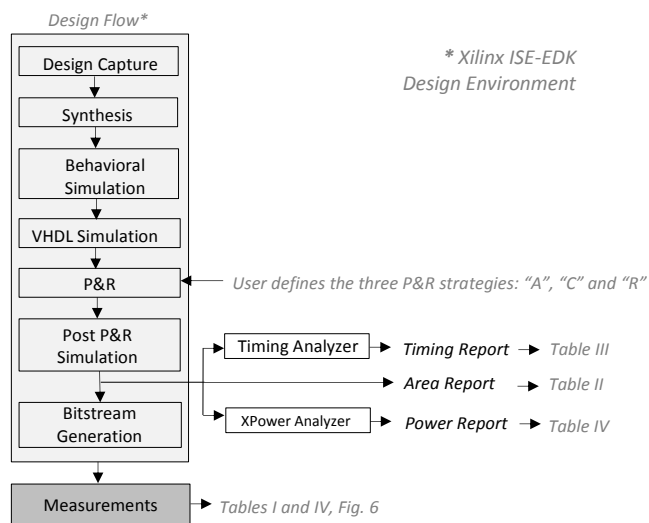 Design Flow*
* Xilinx ISE-EDK
Design Environment
Design Capture
Synthesis
Behavioral
Simulation
VHDL Simulation
P&R
User defines the three P&R strategies: “A”, “C” and “R”
Post P&R
Simulation
Timing Analyzer
Timing Report
Table III
Area Report
Table II
Bitstream
Generation
XPower Analyzer
Power Report
Table IV
Measurements
Tables I and IV, Fig. 6